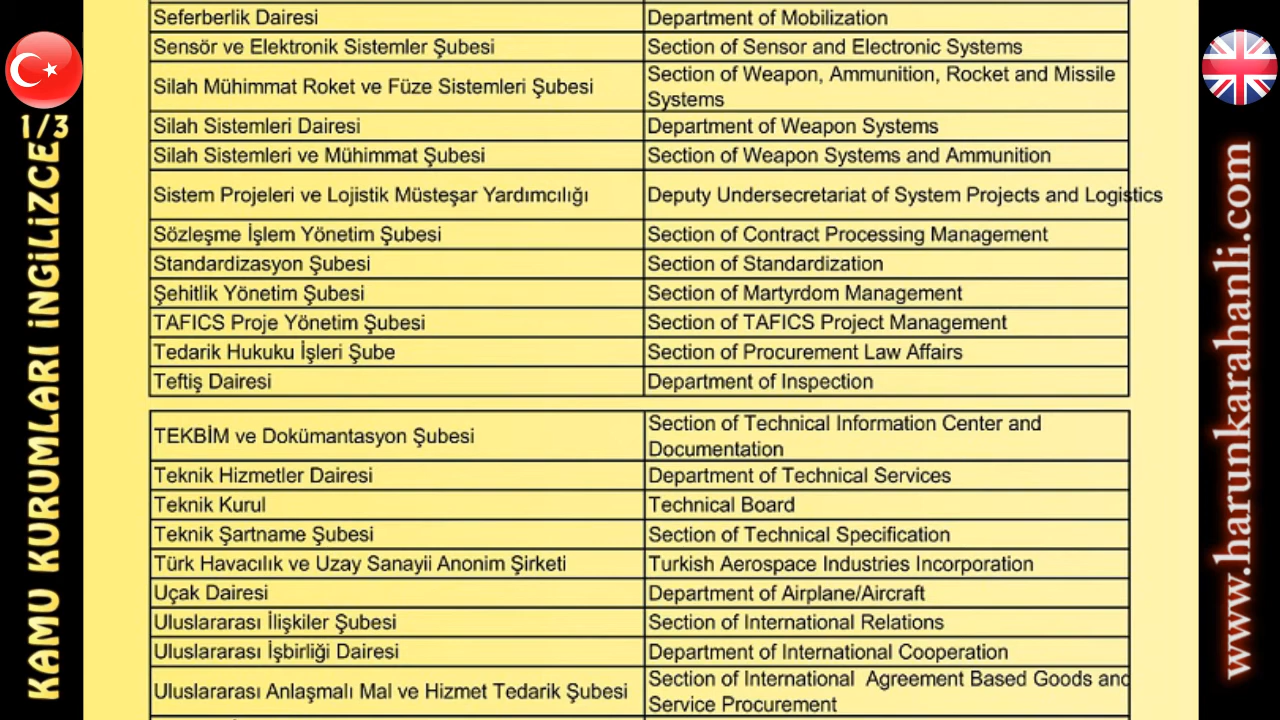 KAMU KURUMLARI İNGİLİZCE,
1/3
Seferberlik Dairesi
Department of Mobilization
Sensör ve Elektronik Sistemler Şubesi
Section of Sensor and Electronic Systems
Silah Mühimmat Roket ve Füze Sistemleri Şubesi
Section of Weapon, Ammunition, Rocket and Missile
Systems
Silah Sistemleri Dairesi
Department of Weapon Systems
Silah Sistemleri ve Mühimmat Şubesi
Section of Weapon Systems and Ammunition
Sistem Projeleri ve Lojistik Müsteşar Yardımcılığı
Deputy Undersecretariat of System Projects and Logistics
Sözleşme İşlem Yönetim Şubesi
Section of Contract Processing Management
Standardizasyon Şubesi
Section of Standardization
Şehitlik Yönetim Şubesi
Section of Martyrdom Management
TAFICS Proje Yönetim Şubesi
Section of TAFICS Project Management
Tedarik Hukuku İşleri Şube
Section of Procurement Law Affairs
Teftiş Dairesi
Department of Inspection
TEKBİM ve Dokümantasyon Şubesi
Section of Technical Information Center and
Documentation
Teknik Hizmetler Dairesi
Department of Technical Services
Teknik Kurul
Technical Board
Teknik Şartname Şubesi
Section of Technical Specification
Türk Havacılık ve Uzay Sanayii Anonim Şirketi
Turkish Aerospace Industries Incorporation
Uçak Dairesi
Department of Airplane/Aircraft
Uluslararası İlişkiler Şubesi
Section of International Relations
Uluslararası İşbirliği Dairesi
Department of International Cooperation
Uluslararası Anlaşmalı Mal ve Hizmet Tedarik Şubesi
Section of International Agreement Based Goods and
Service Procurement
www.harunkarahanli.com